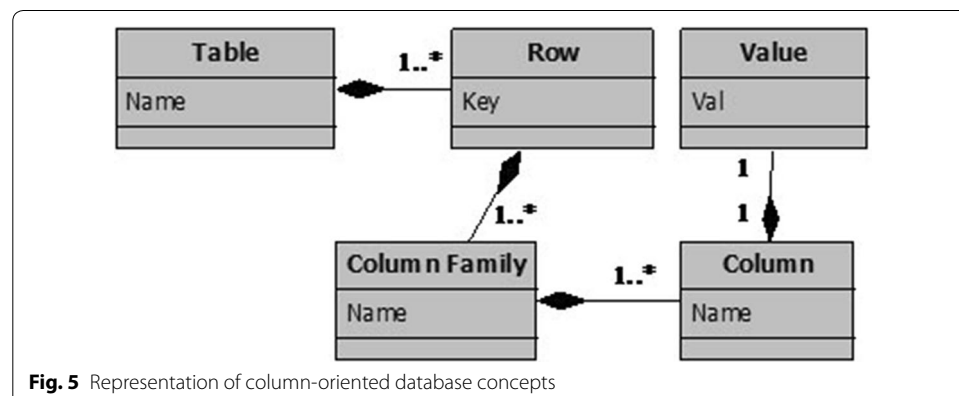 Table
Name
1..*
Row
Key
Value
Val
1..*
1
1
Column Family
Name
1..*
Column
Name
Fig. 5 Representation of column-oriented database concepts